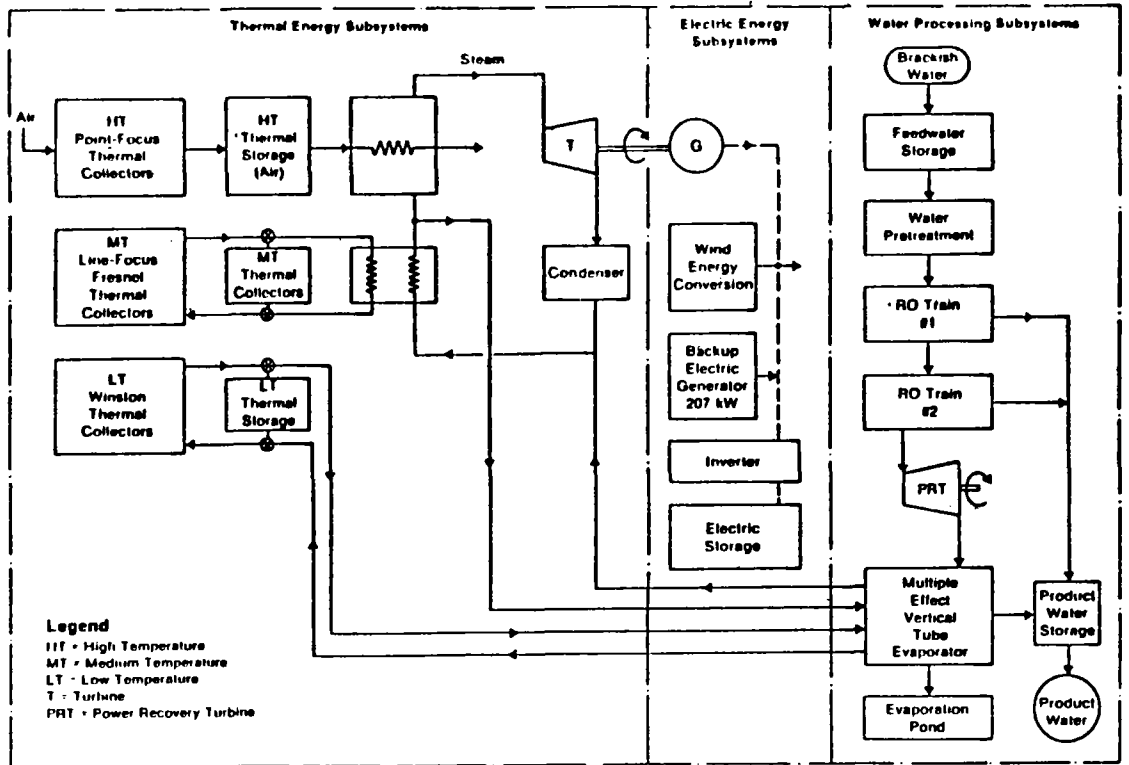 Thermal Energy Subsystems
Electric Energy
Subsystems
Water Processing Subsystems
Air
HT
Point-Focus
Thermal
Collectors
HT
Thermal
Storage
(Air)
Steam
T
G
MT
Line-Focus
Fresnel
Thermal
Collectors
MT
Thermal
Collectors
Condenser
LT
Winston
Thermal
Collectors
LT
Thermal
Storage
Wind
Energy
Conversion
Backup
Electric
Generator
207 kW
Inverter
Electric
Storage
Brackish
Water
Feedwater
Storage
Water
Pretreatment
RO Train
#1
RO Train
#2
PRT
Multiple
Effect
Vertical
Tube
Evaporator
Product
Water
Storage
Evaporation
Pond
Product
Water
Legend
HT = High Temperature
MT = Medium Temperature
LT = Low Temperature
T = Turbine
PRT = Power Recovery Turbine